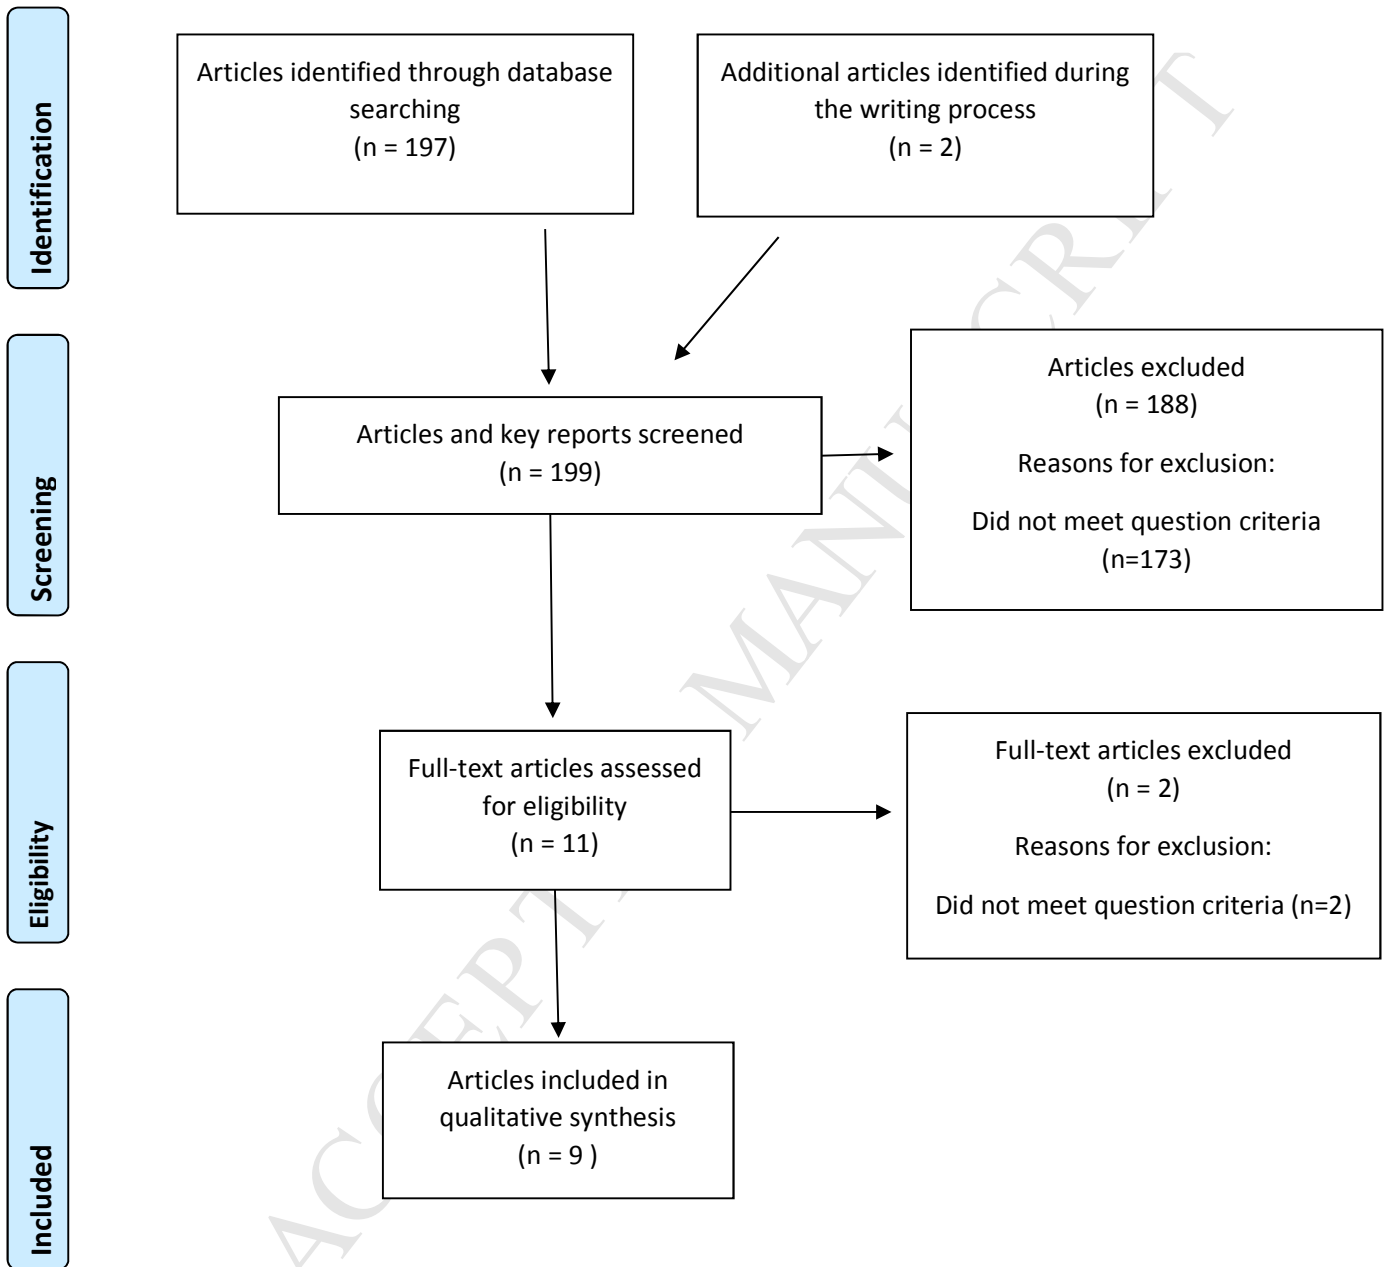 Identification
Articles identified through database
searching
(n = 197)
Additional articles identified during
the writing process
(n = 2)
Screening
Articles and key reports screened
(n = 199)
Articles excluded
(n = 188)
Reasons for exclusion:
Did not meet question criteria
(n=173)
Eligibility
Full-text articles assessed
for eligibility
(n = 11)
Full-text articles excluded
(n = 2)
Reasons for exclusion:
Did not meet question criteria (n=2)
Included
Articles included in
qualitative synthesis
(n = 9 )